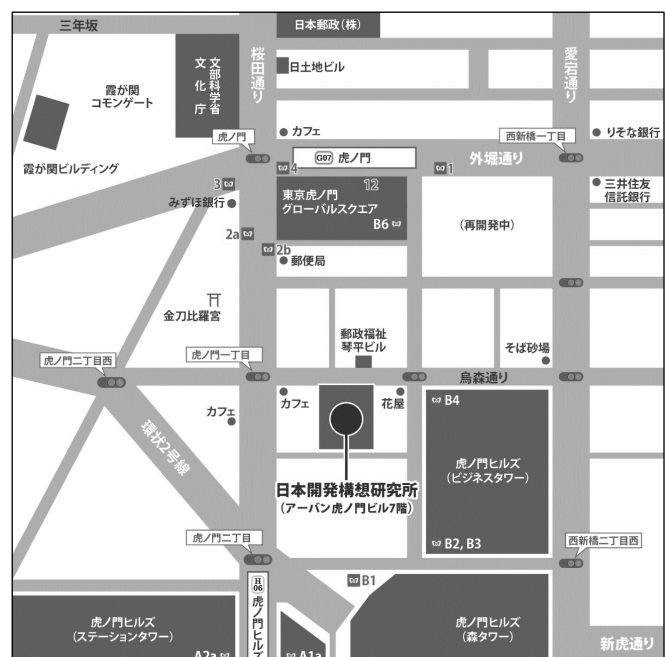 三年坂
日本郵政（株）
桜田通り
愛宕通り
文部科学省
文化庁
日土地ビル
霞が関
コモンゲート
虎ノ門
カフェ
西新橋一丁目
りそな銀行
G07 虎ノ門
外堀通り
霞が関ビルディング
4
1
3
みずほ銀行
12
東京虎ノ門
グローバルスクエア
B6
三井住友
信託銀行
（再開発中）
2a
2b
郵便局
金刀比羅宮
郵政福祉
琴平ビル
そば砂場
虎ノ門二丁目西
虎ノ門一丁目
烏森通り
カフェ
カフェ
花屋
B4
環状2号線
虎ノ門ヒルズ
（ビジネスタワー）
日本開発構想研究所
（アーバン虎ノ門ビル7階）
虎ノ門二丁目
B2, B3
西新橋二丁目西
B1
H06 虎ノ門ヒルズ
虎ノ門ヒルズ
（ステーションタワー）
虎ノ門ヒルズ
（森タワー）
新虎通り
A2a
A1a